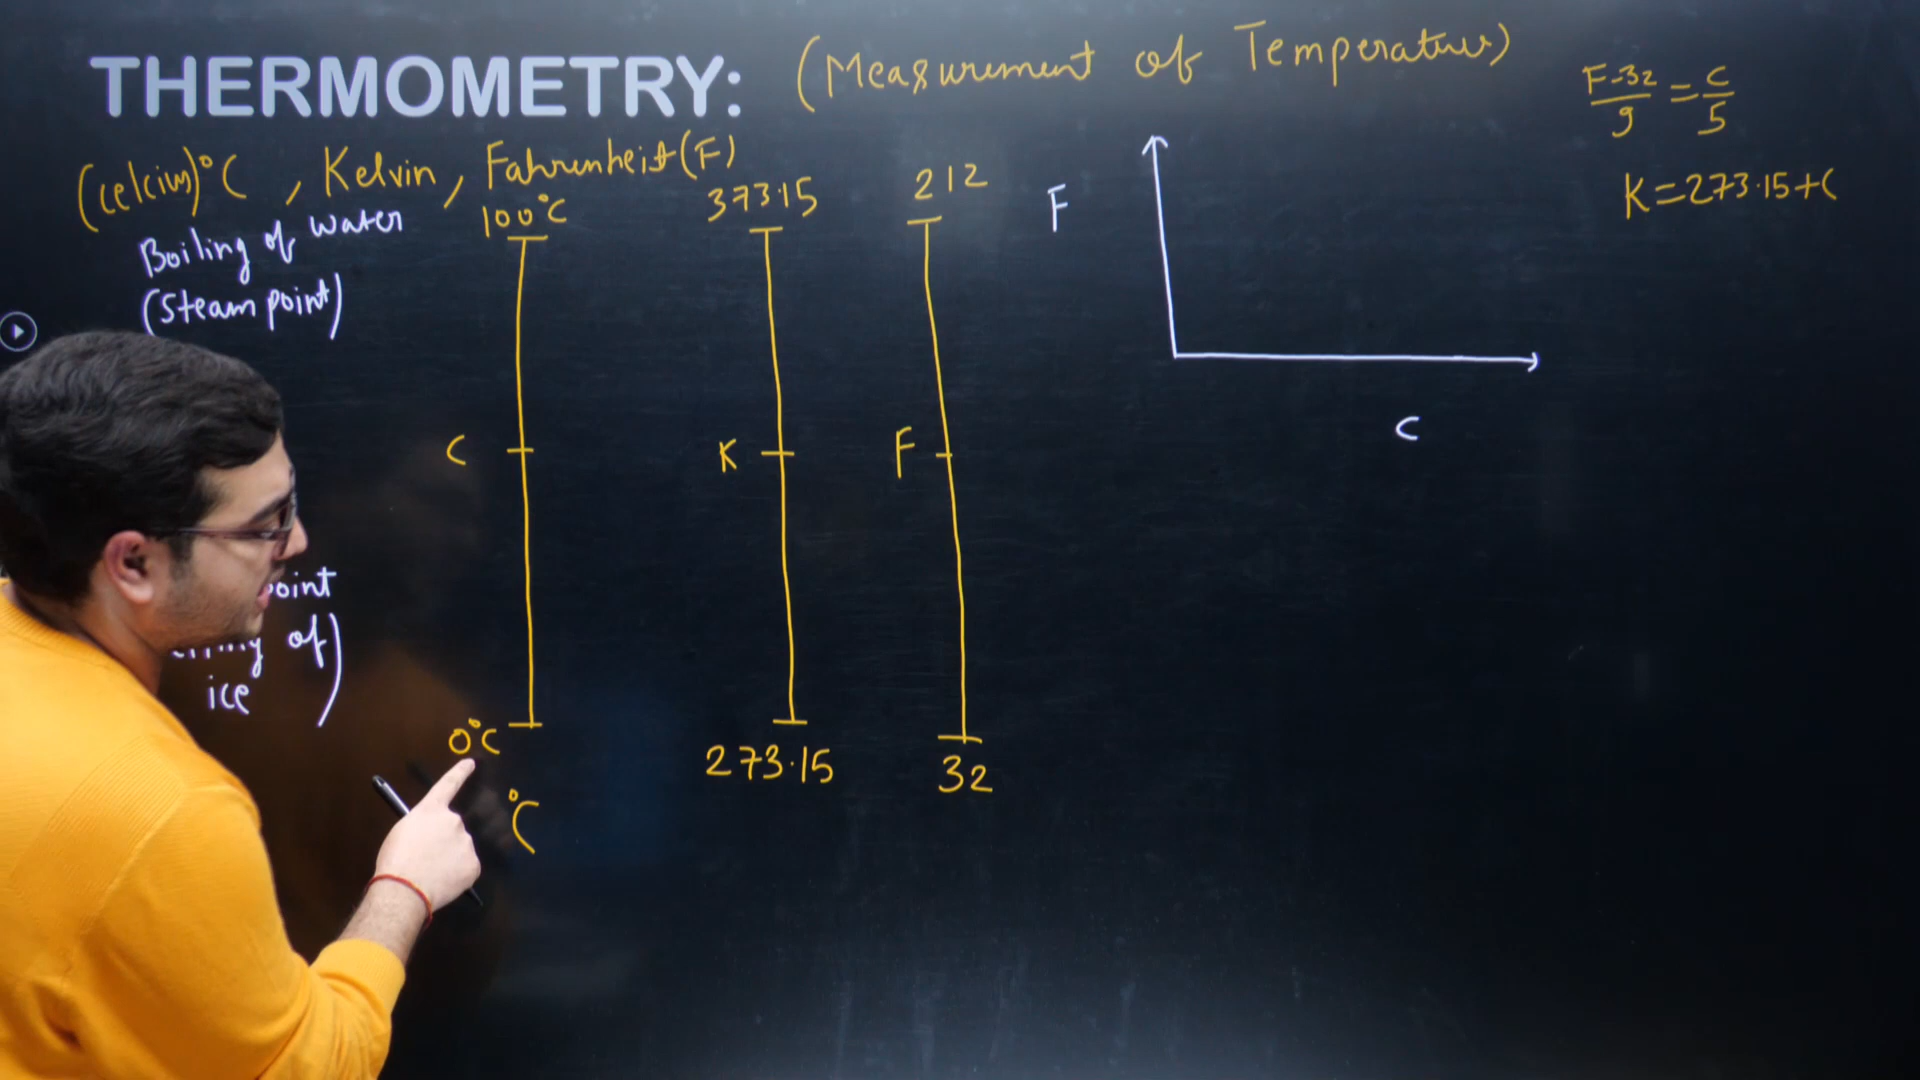 THERMOMETRY: (Measurement of Temperature)
(Celcius)°C , Kelvin, Fahrenheit(F)
Boiling of water
(Steam point)
100°C
373.15
212
C
K
F
point
of)
ice
0°C
273.15
32
°C
F
C
F-32/9 = C/5
K=273.15+C